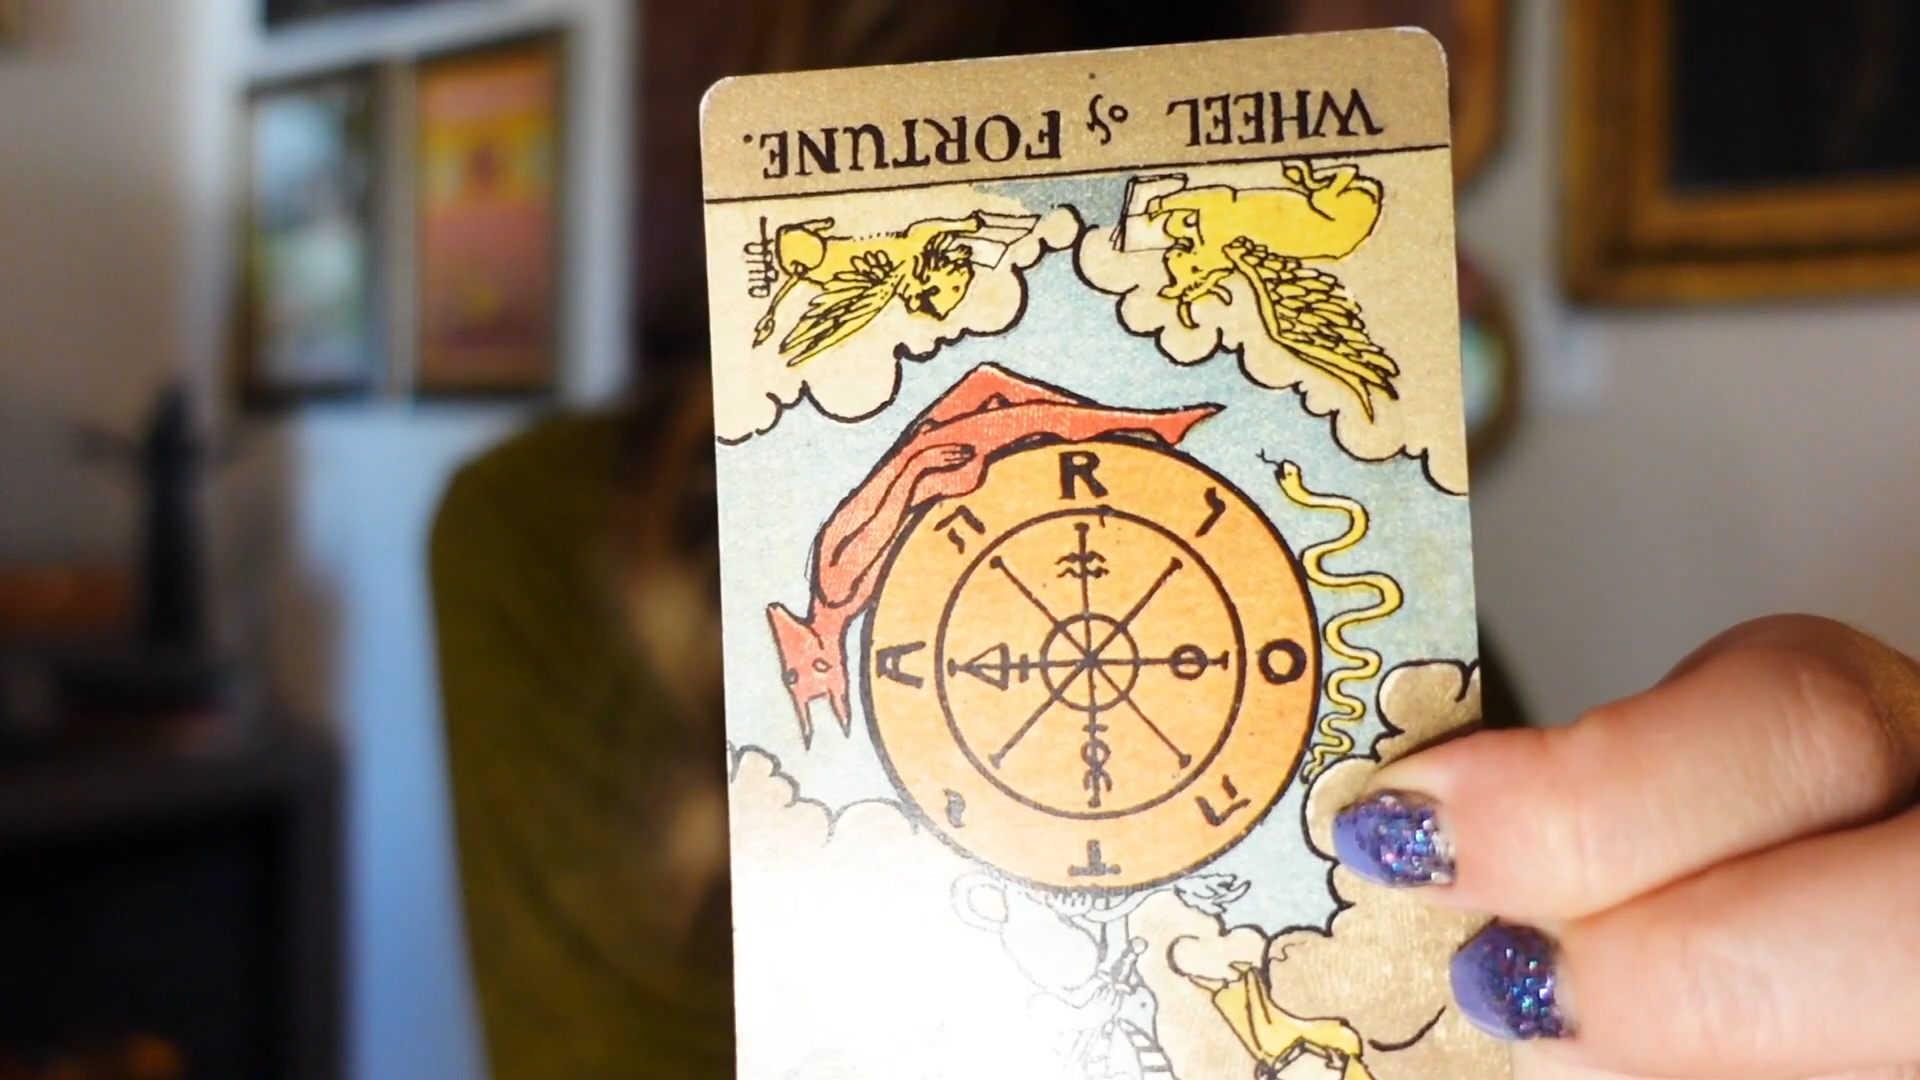 WHEEL of FORTUNE.
T A R O
י ה ו ה